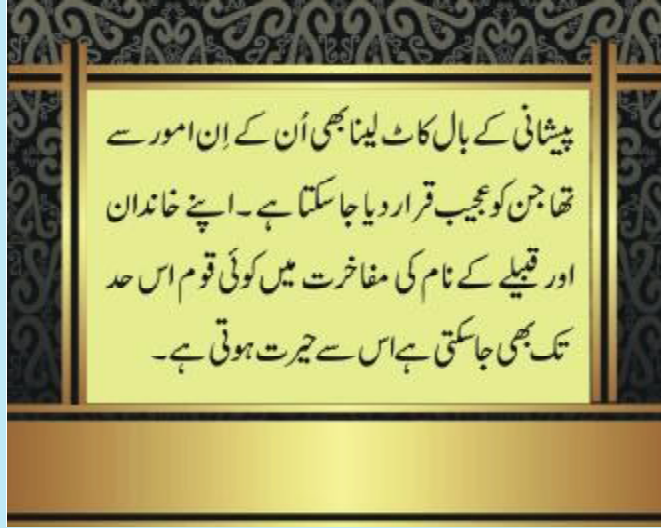 پیشانی کے بال کاٹ لینا بھی اُن کے اِن امور سے
تھا جن کو عجیب قرار دیا جا سکتا ہے۔ اپنے خاندان
اور قبیلے کے نام کی مفاخرت میں کوئی قوم اس حد
تک بھی جاسکتی ہے اس سے حیرت ہوتی ہے۔